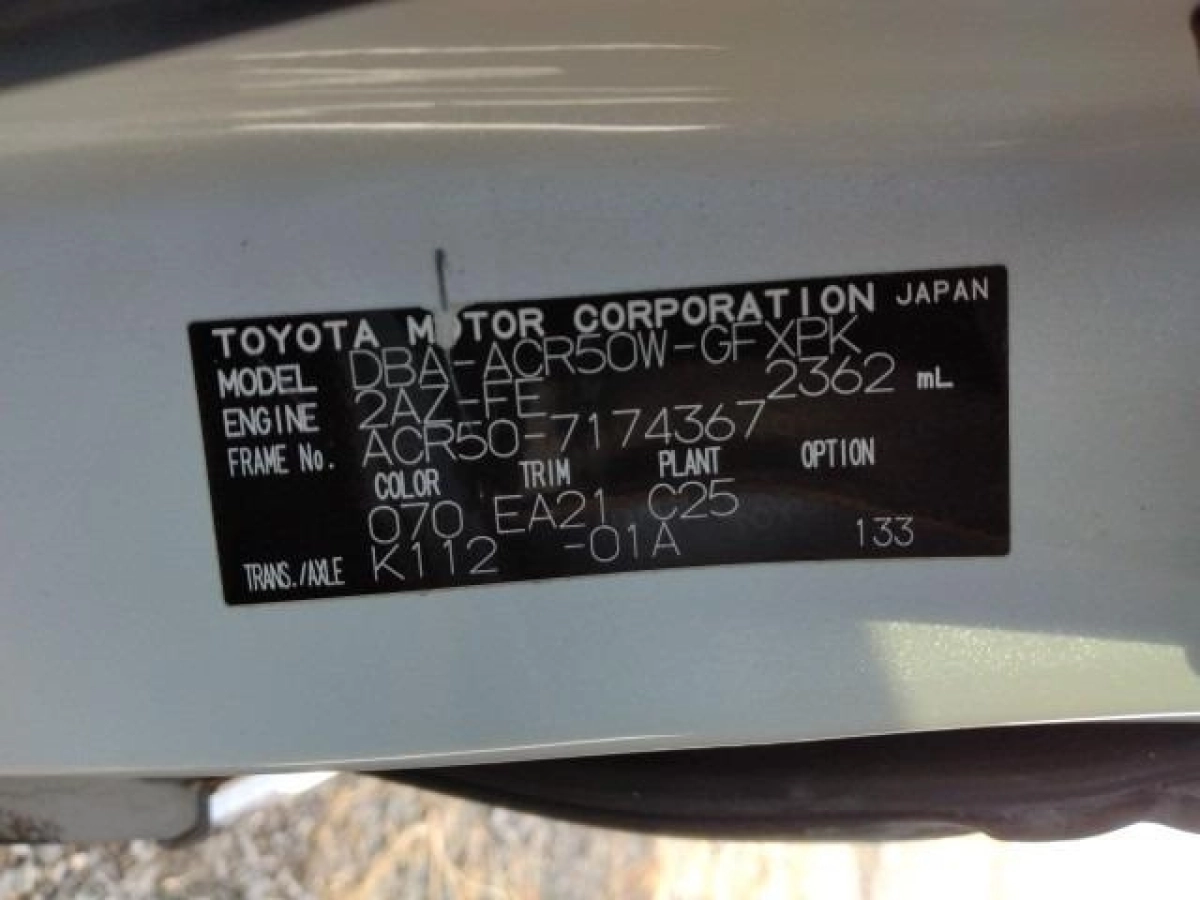 TOYOTA MOTOR CORPORATION JAPAN
MODEL DBA-ACR50W-GFXPK
ENGINE 2AZ-FE 2362 mL
FRAME No. ACR50-7174367
COLOR TRIM PLANT OPTION
070 EA21 C25
TRANS./AXLE K112 -01A 133